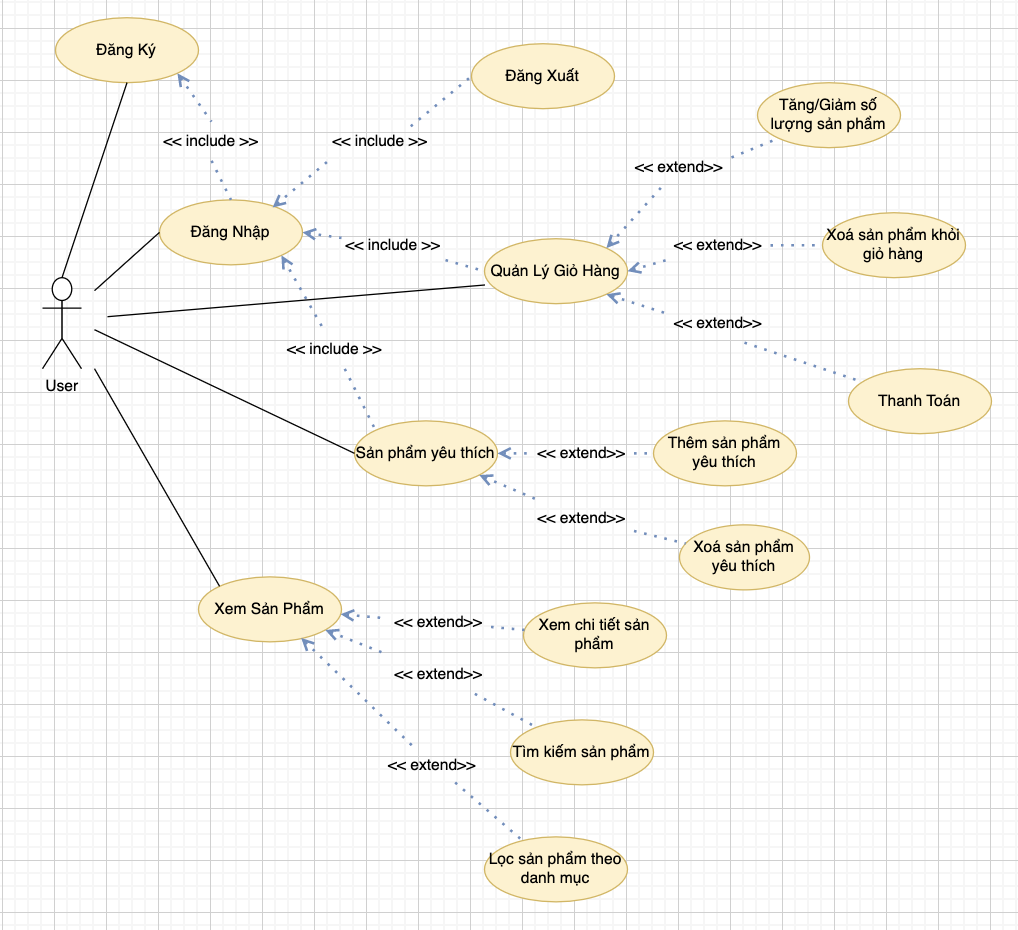 Đăng Ký
Đăng Xuất
Tăng/Giảm số
lượng sản phẩm
<< include >>
<< include >>
<< extend>>
Đăng Nhập
<< include >>
Quản Lý Giỏ Hàng
<< extend>>
Xoá sản phẩm khỏi
giỏ hàng
<< extend>>
<< include >>
User
Thanh Toán
Sản phẩm yêu thích
<< extend>>
Thêm sản phẩm
yêu thích
<< extend>>
Xoá sản phẩm
yêu thích
Xem Sản Phẩm
<< extend>>
Xem chi tiết sản
phẩm
<< extend>>
Tìm kiếm sản phẩm
<< extend>>
Lọc sản phẩm theo
danh mục